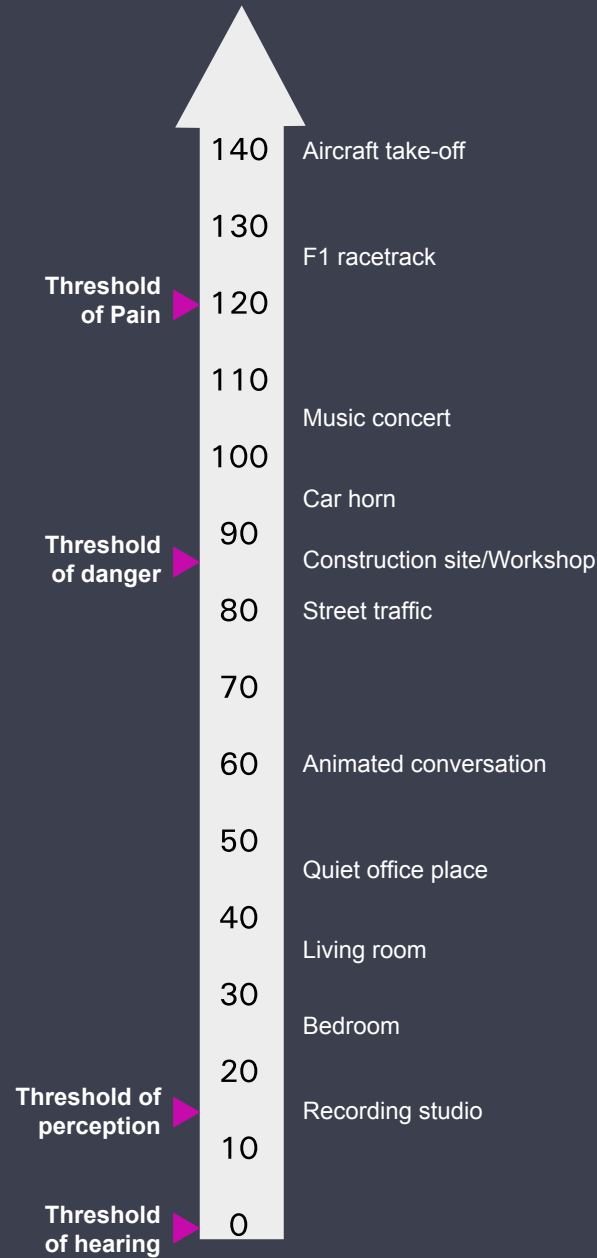 140 Aircraft take-off
130
F1 racetrack
Threshold
of Pain
120
110
Music concert
100
Car horn
90
Threshold
of danger
Construction site/Workshop
80 Street traffic
70
60 Animated conversation
50
Quiet office place
40
Living room
30
Bedroom
20
Threshold of
perception
Recording studio
10
Threshold
of hearing
0